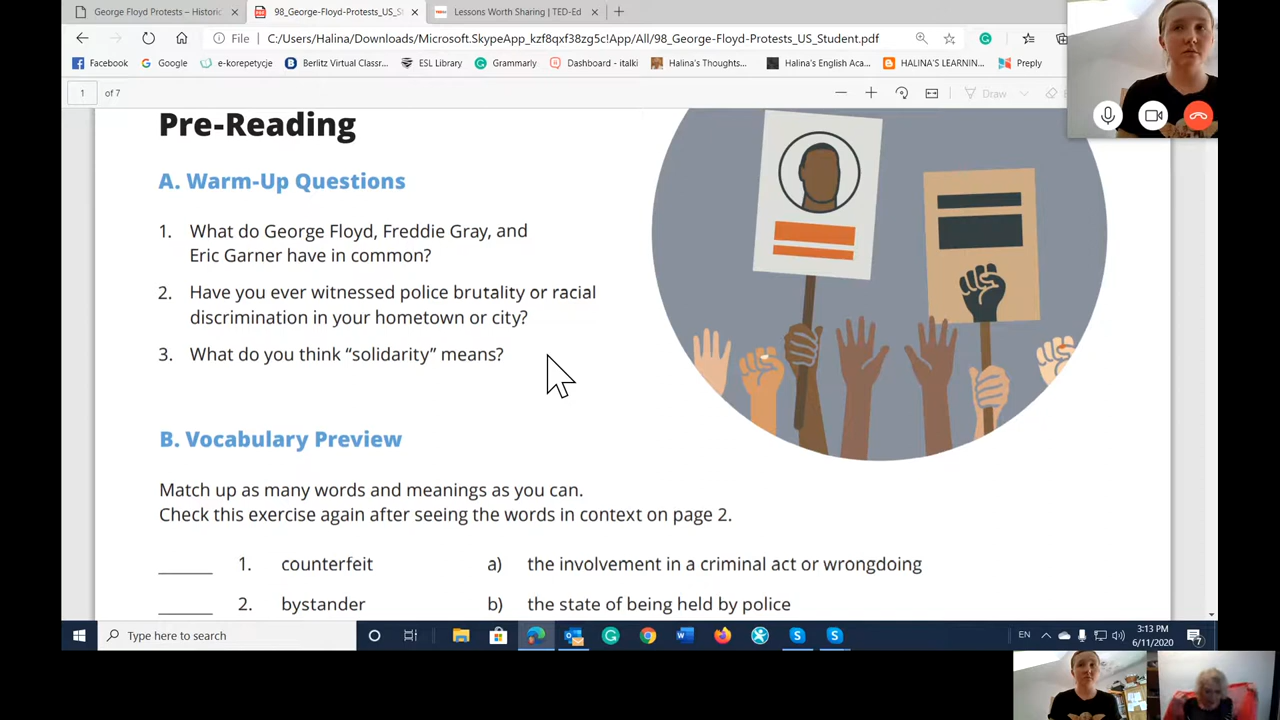 George Floyd Protests – Historic
98_George-Floyd-Protests_US_St
Lessons Worth Sharing | TED-Ed
File C:/Users/Halina/Downloads/Microsoft.SkypeApp_kzf8qxf38zg5c!App/All/98_George-Floyd-Protests_US_Student.pdf
Facebook Google e-korepetycje Berlitz Virtual Classr... ESL Library Grammarly Dashboard - italki Halina's Thoughts... Halina's English Aca... HALINA'S LEARNIN... Preply
1 of 7 Draw
Pre-Reading
A. Warm-Up Questions
1. What do George Floyd, Freddie Gray, and
Eric Garner have in common?
2. Have you ever witnessed police brutality or racial
discrimination in your hometown or city?
3. What do you think “solidarity” means?
B. Vocabulary Preview
Match up as many words and meanings as you can.
Check this exercise again after seeing the words in context on page 2.
______ 1. counterfeit a) the involvement in a criminal act or wrongdoing
______ 2. bystander b) the state of being held by police
Type here to search
EN 3:13 PM
6/11/2020
7